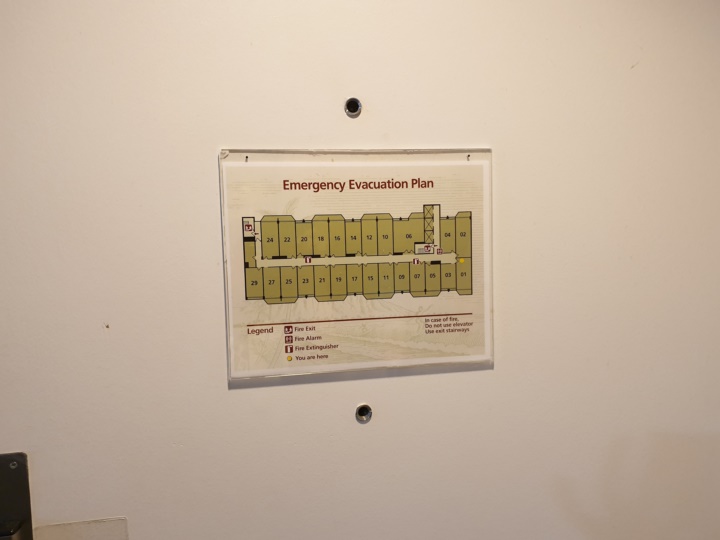 Emergency Evacuation Plan
24 22 20 18 16 14 12 10 06 04 02
29 27 25 23 21 19 17 15 11 09 07 05 03 01
Legend
Fire Exit
Fire Alarm
Fire Extinguisher
You are here
In case of fire,
Do not use elevator
Use exit stairways